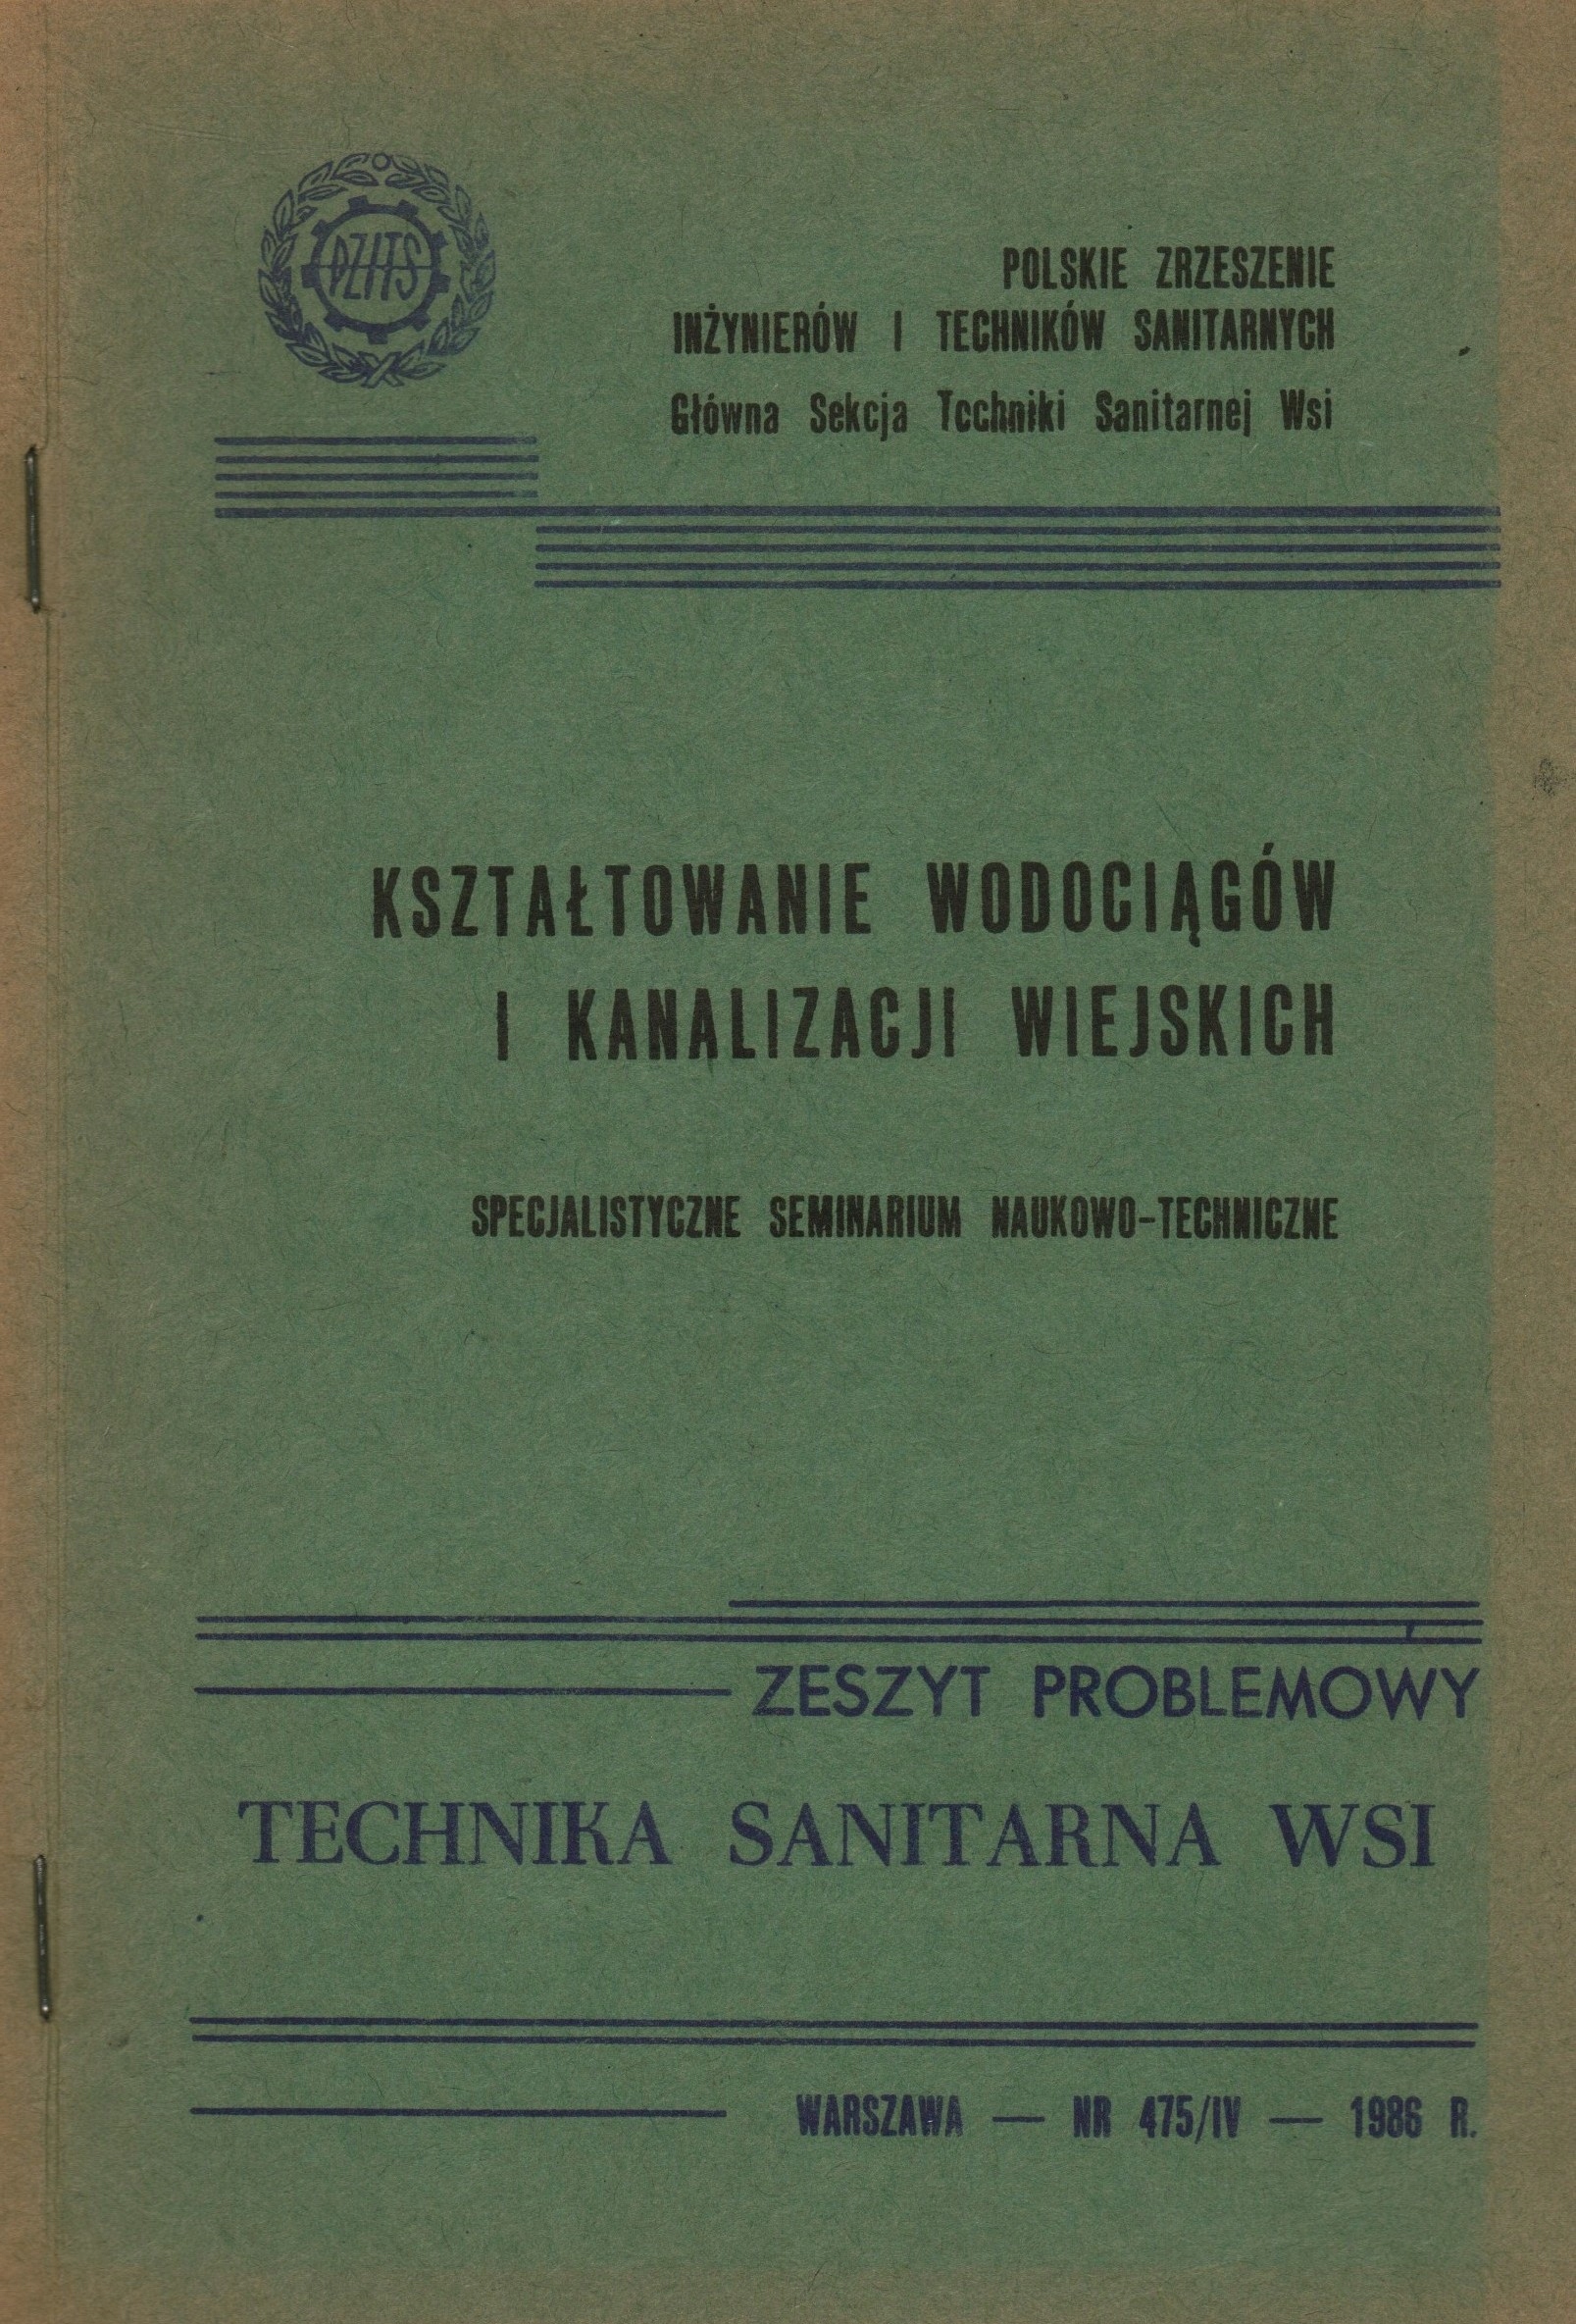 PZITS
POLSKIE ZRZESZENIE
INŻYNIERÓW I TECHNIKÓW SANITARNYCH
Główna Sekcja Techniki Sanitarnej Wsi
KSZTAŁTOWANIE WODOCIĄGÓW
I KANALIZACJI WIEJSKICH
SPECJALISTYCZNE SEMINARIUM NAUKOWO-TECHNICZNE
ZESZYT PROBLEMOWY
TECHNIKA SANITARNA WSI
WARSZAWA — NR 475/IV — 1986 R.